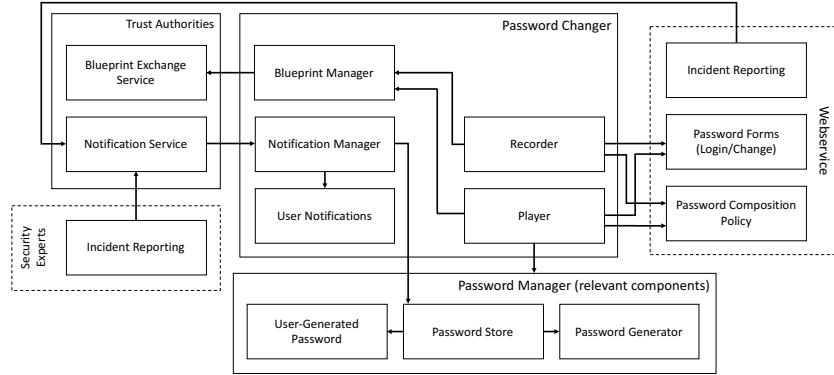 Trust Authorities
Password Changer
Blueprint Exchange
Service
Blueprint Manager
Incident Reporting
Notification Service
Notification Manager
Recorder
Password Forms
(Login/Change)
Webservice
User Notifications
Player
Password Composition
Policy
Security
Experts
Incident Reporting
Password Manager (relevant components)
User-Generated
Password
Password Store
Password Generator